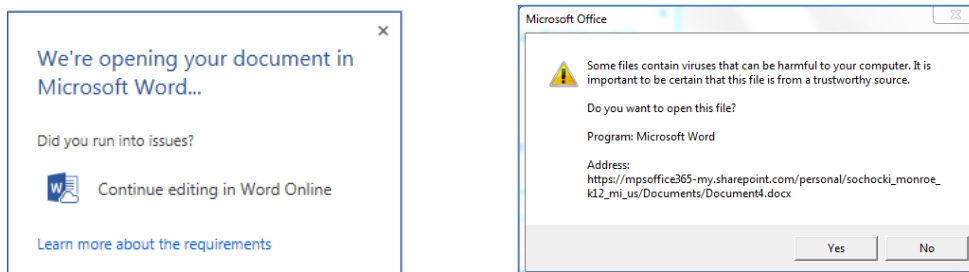 We're opening your document in
Microsoft Word...
Did you run into issues?
Continue editing in Word Online
Learn more about the requirements
Microsoft Office
Some files contain viruses that can be harmful to your computer. It is
important to be certain that this file is from a trustworthy source.
Do you want to open this file?
Program: Microsoft Word
Address:
https://mpsoffice365-my.sharepoint.com/personal/sochocki_monroe_
k12_mi_us/Documents/Document4.docx
Yes
No